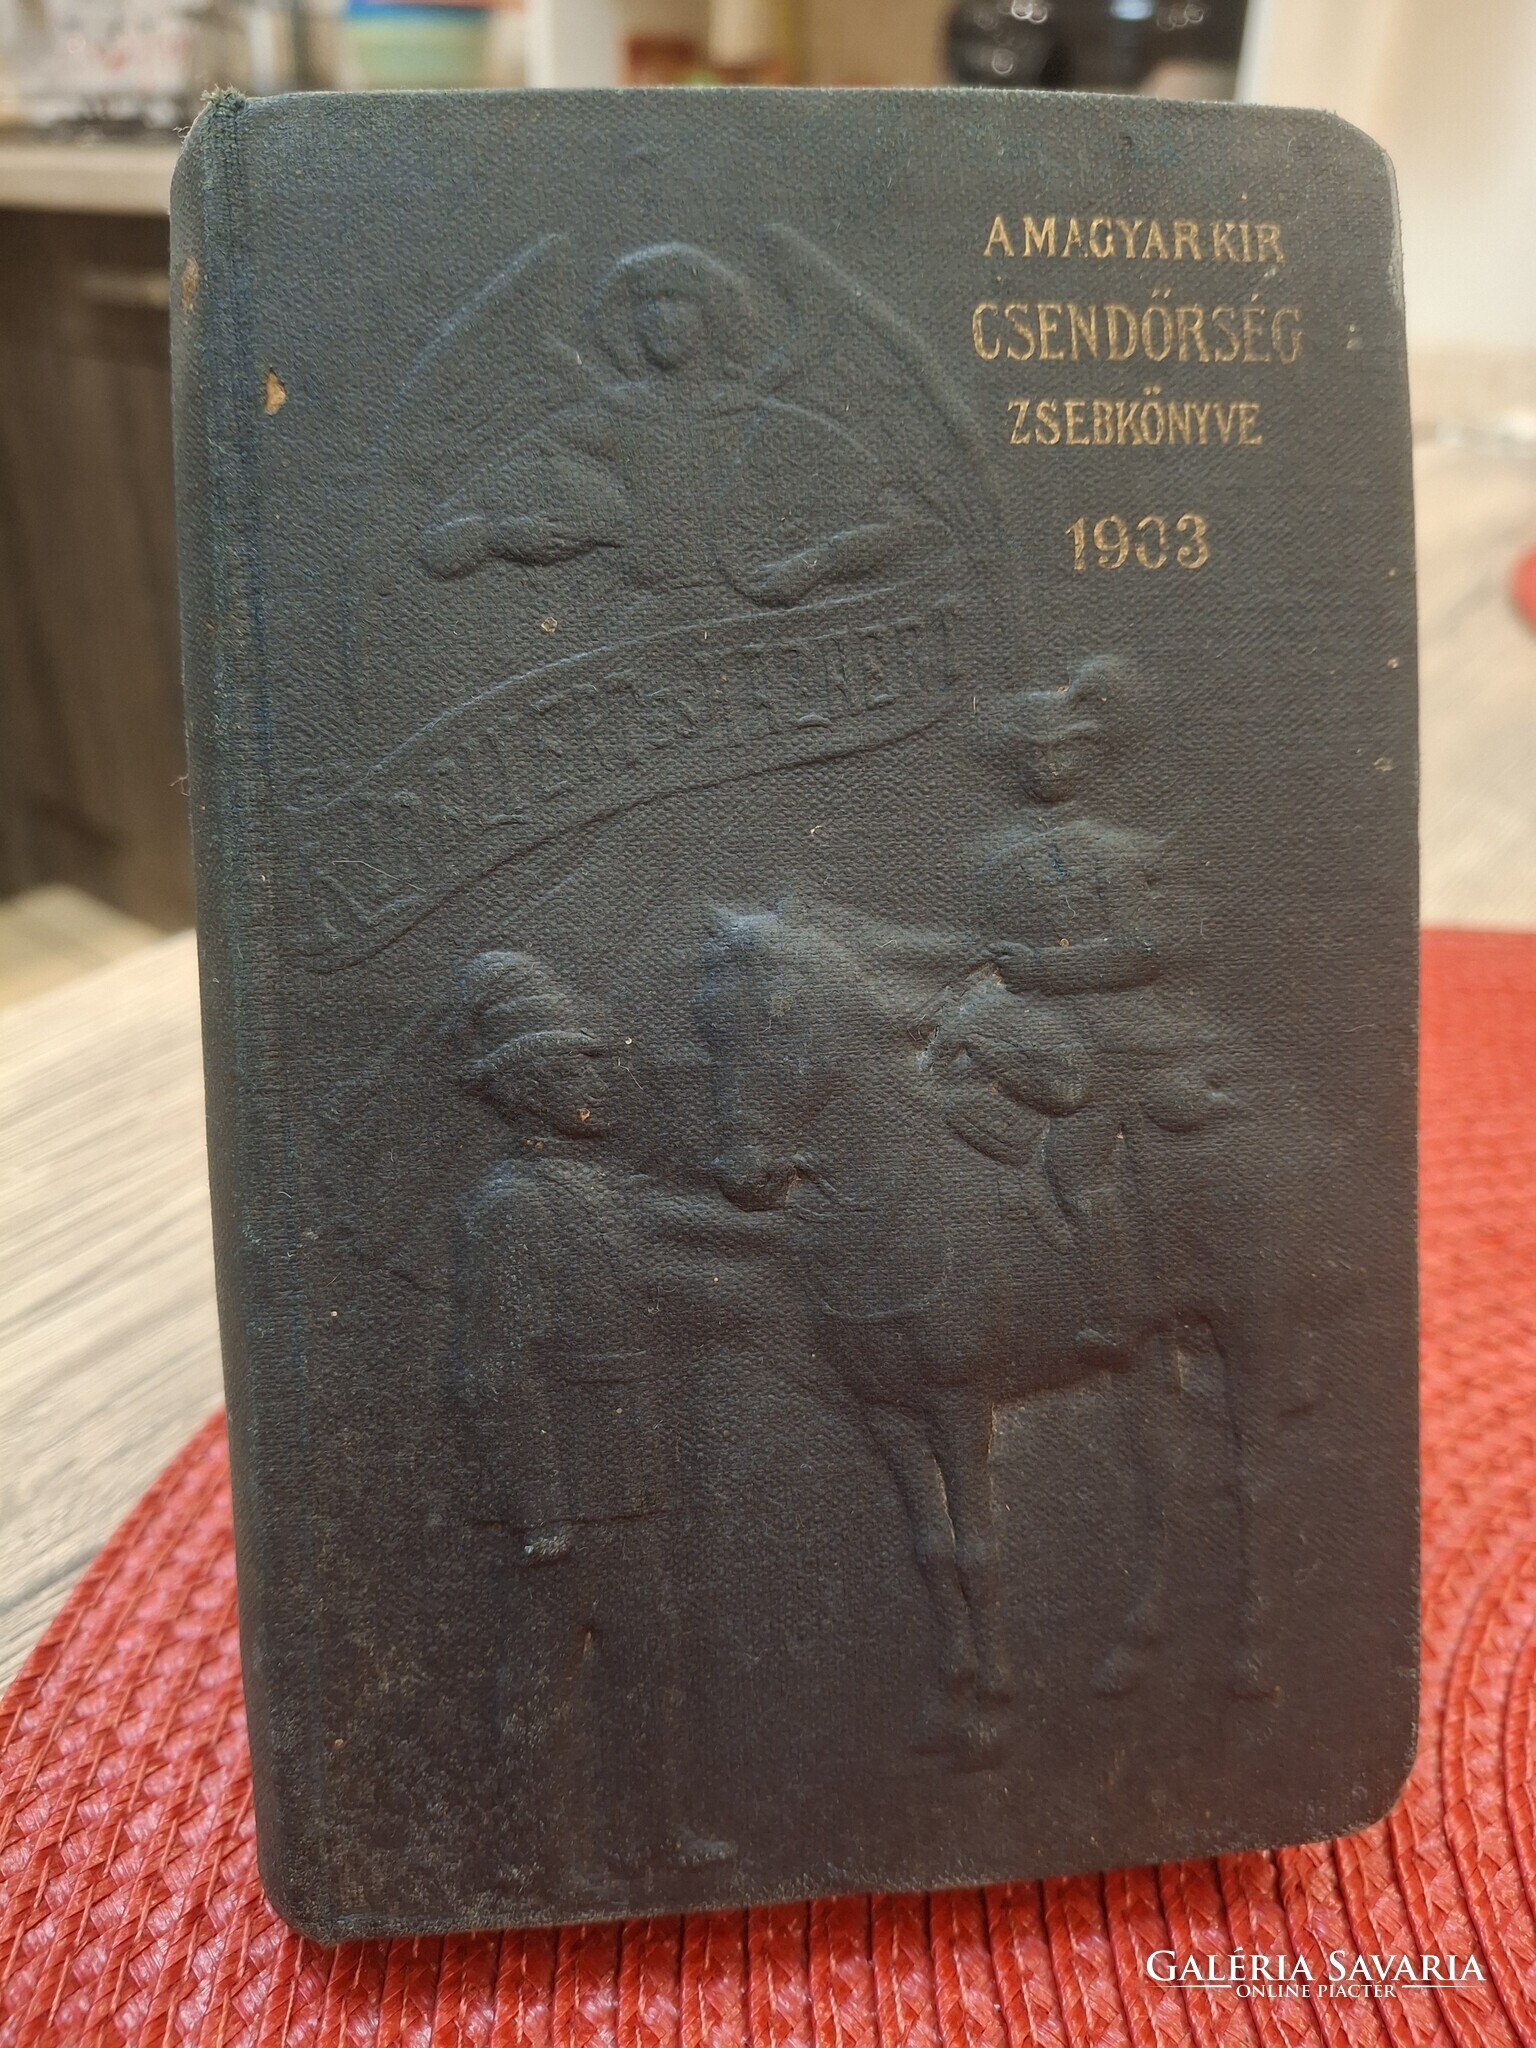 A MAGYAR KIR
CSENDŐRSÉG
ZSEBKÖNYVE
1903
GALÉRIA SAVARIA
ONLINE PIACTÉR